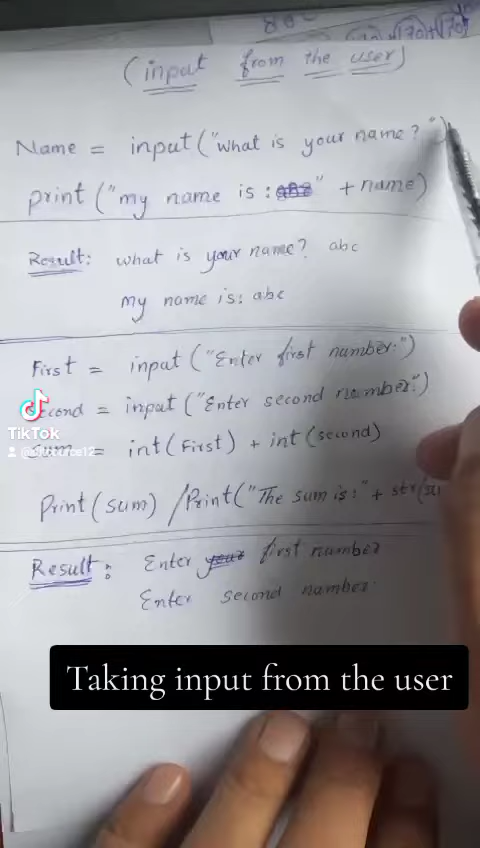 (input from the user)
Name = input("what is your name?")
print("my name is: " + name)
Result: what is your name? abc
my name is: abc
First = input("Enter first number:")
second = input("Enter second number:")
sum = int(First) + int(second)
Print(sum) / Print("The sum is:" + str(su
Result: Enter your first number
Enter second number:
TikTok
Taking input from the user